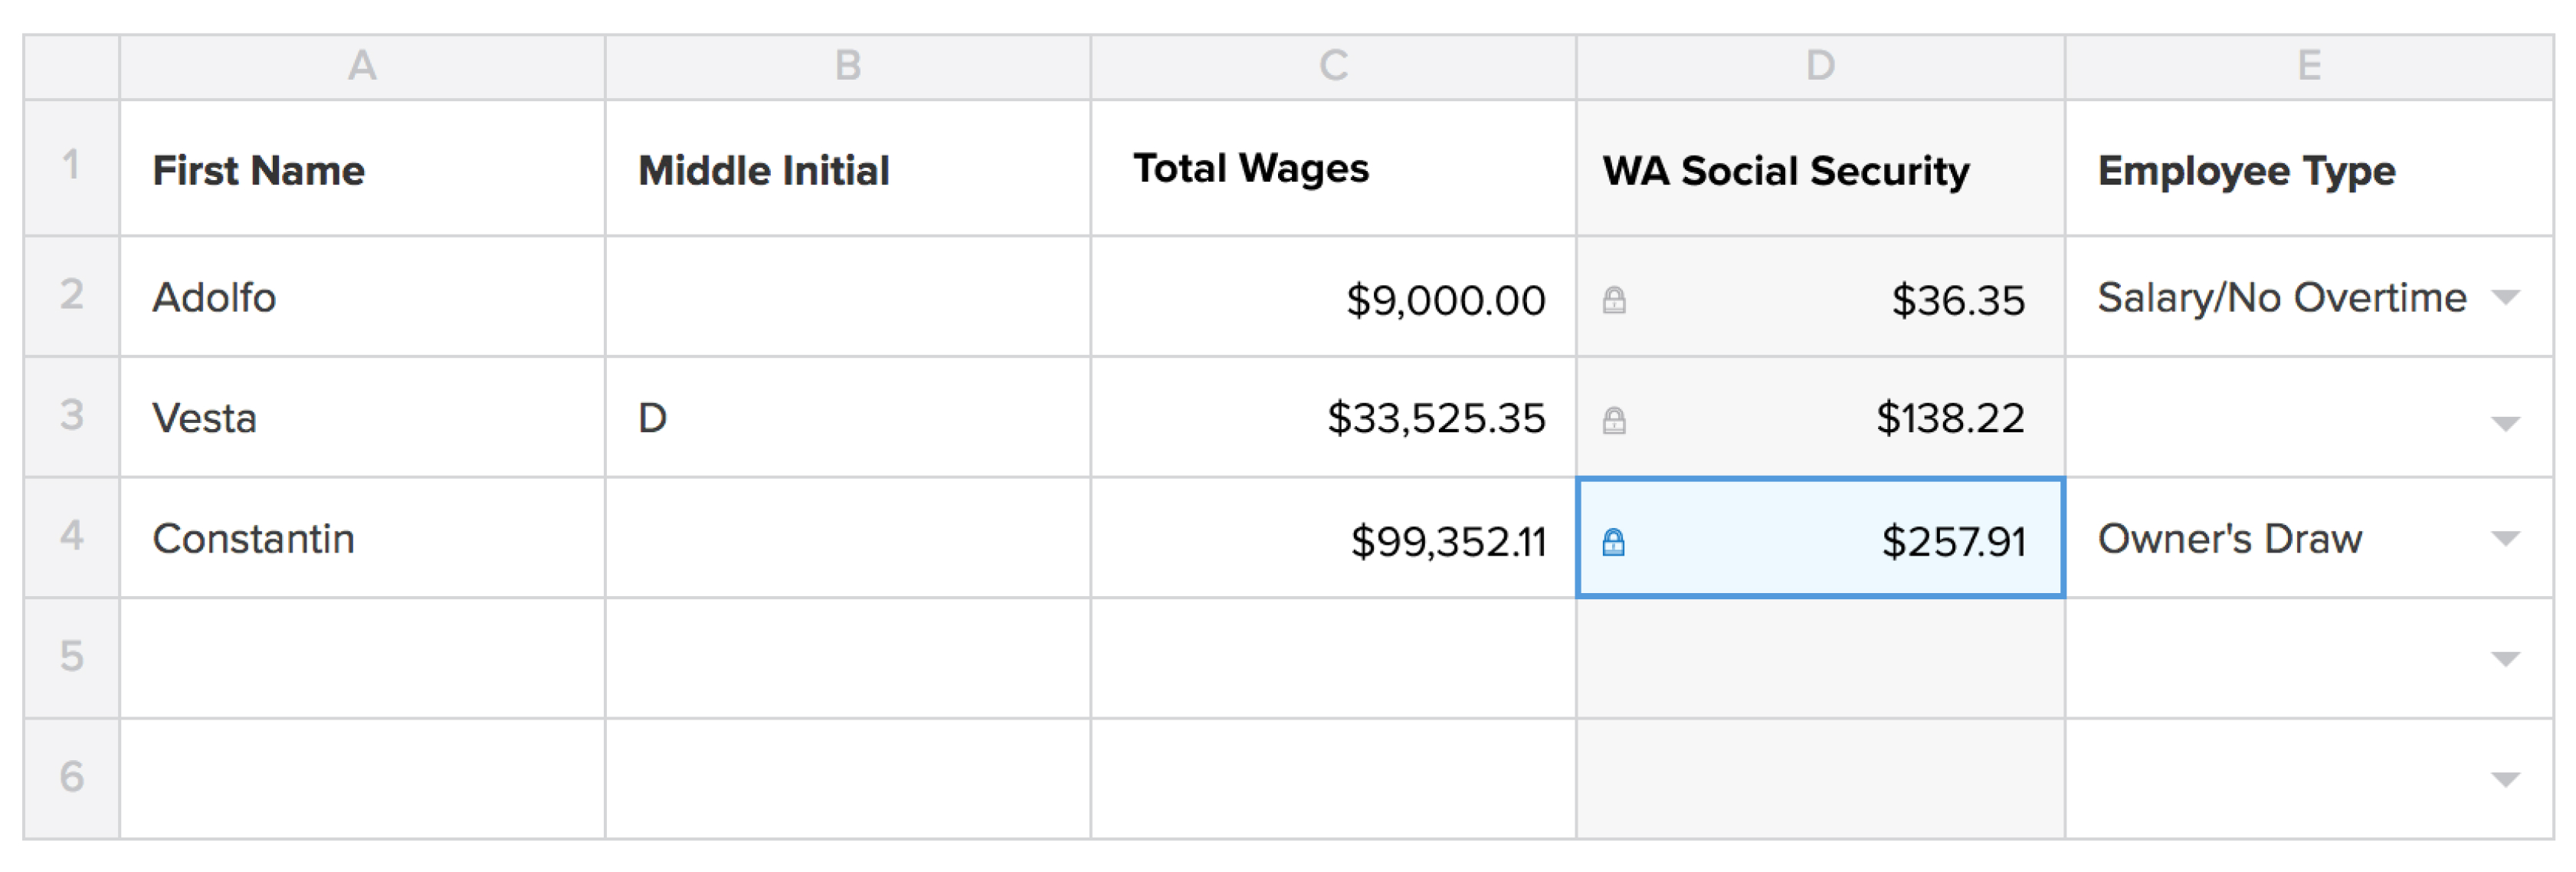 A B C D E
1 First Name Middle Initial Total Wages WA Social Security Employee Type
2 Adolfo $9,000.00 $36.35 Salary/No Overtime
3 Vesta D $33,525.35 $138.22
4 Constantin $99,352.11 $257.91 Owner's Draw
5
6